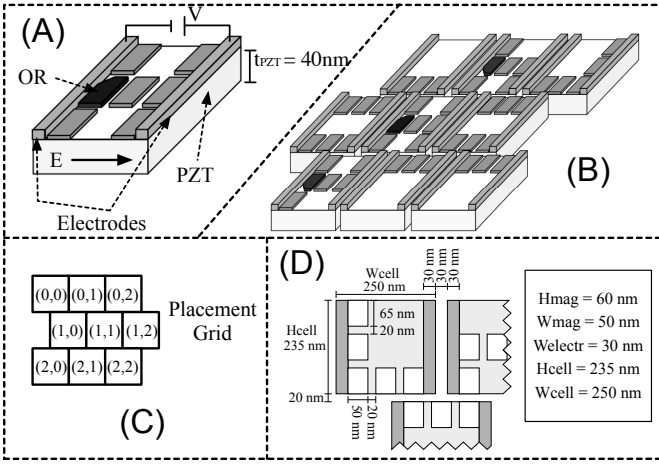 (A)
V
tPZT = 40nm
OR
E
PZT
Electrodes
(B)
(0,0) (0,1) (0,2)
(1,0) (1,1) (1,2)
(2,0) (2,1) (2,2)
Placement
Grid
(C)
(D)
Wcell
250 nm
30 nm
30 nm
30 nm
Hcell
235 nm
65 nm
20 nm
20 nm
50 nm
20 nm
Hmag = 60 nm
Wmag = 50 nm
Welectr = 30 nm
Hcell = 235 nm
Wcell = 250 nm